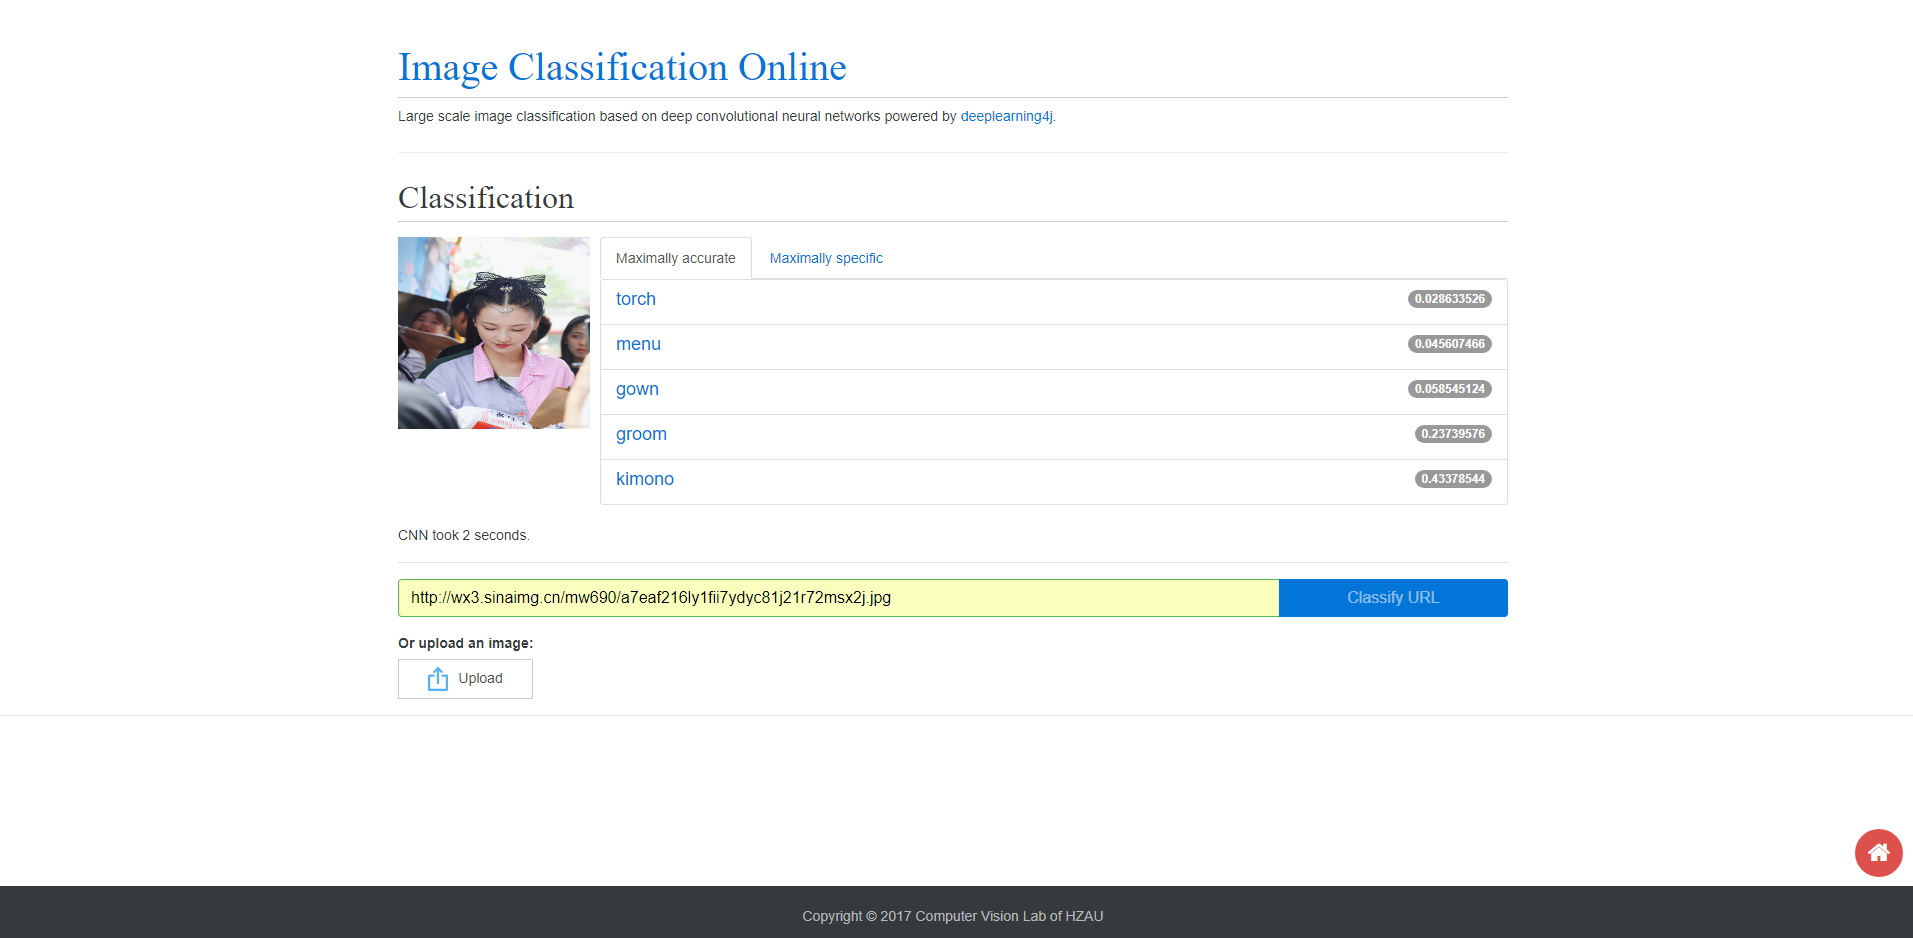 Image Classification Online
Large scale image classification based on deep convolutional neural networks powered by deeplearning4j.
Classification
Maximally accurate Maximally specific
torch 0.028633526
menu 0.045607466
gown 0.058545124
groom 0.23739576
kimono 0.43378544
CNN took 2 seconds.
http://wx3.sinaimg.cn/mw690/a7eaf216ly1fii7ydyc81j21r72msx2j.jpg Classify URL
Or upload an image:
Upload
Copyright © 2017 Computer Vision Lab of HZAU